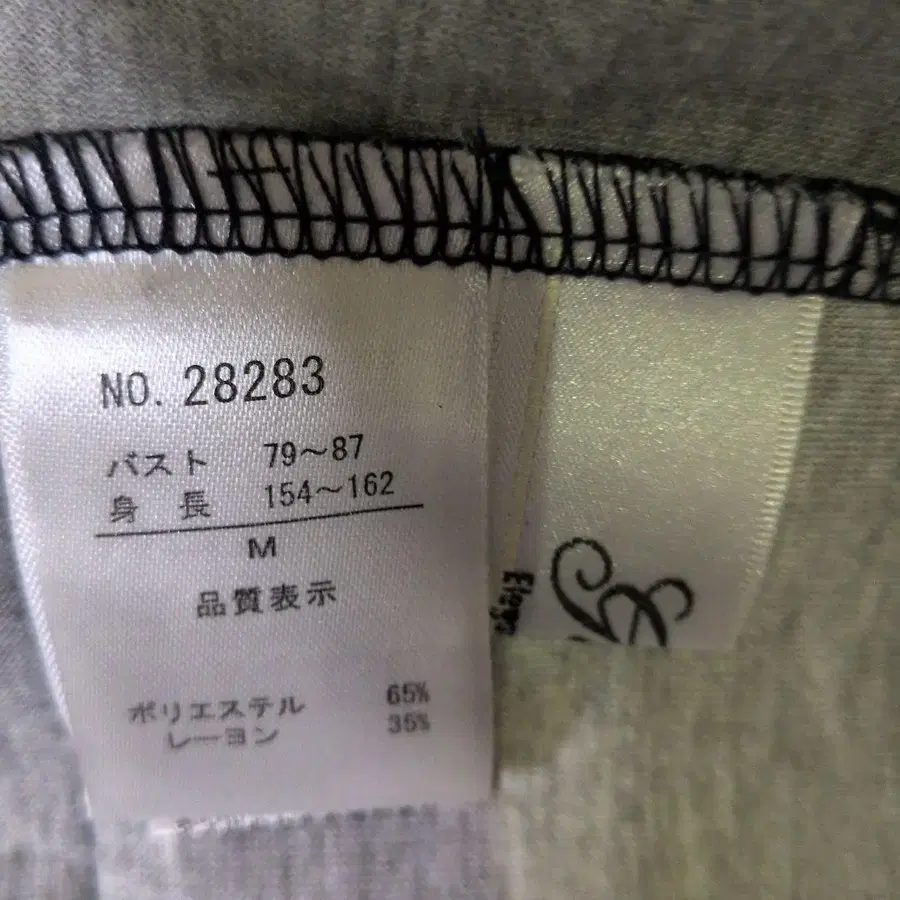 NO. 28283
バスト 79～87
身 長 154～162
M
品質表示
ポリエステル 65%
レーヨン 35%